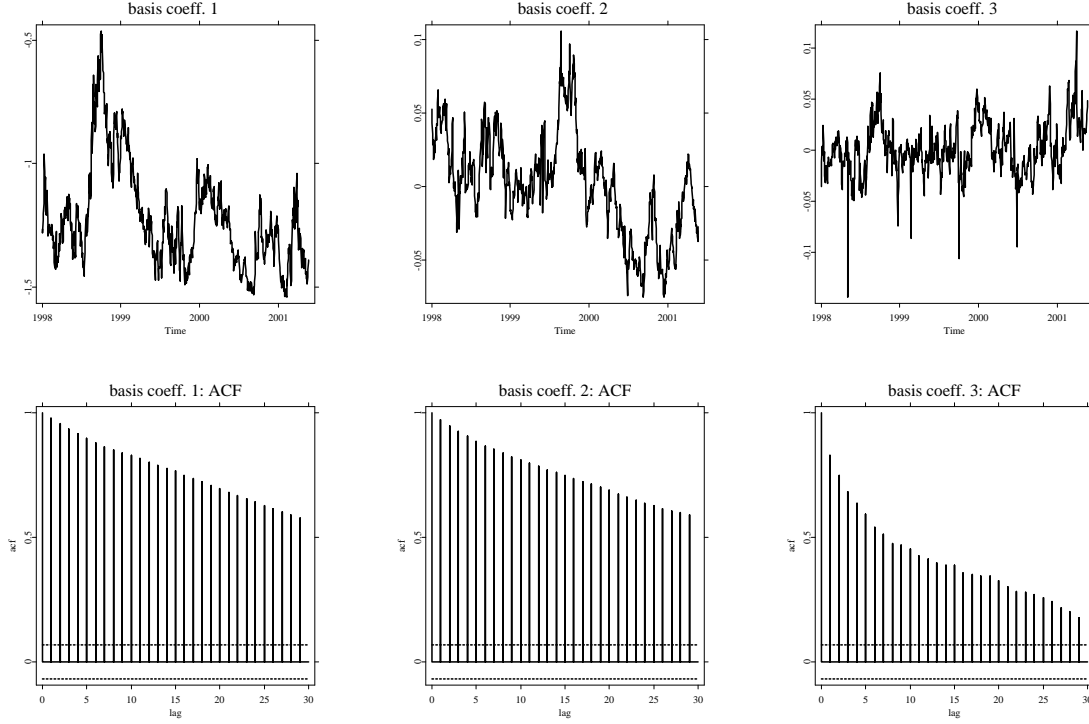 basis coeff. 1
-0.5
-1
-1.5
1998 1999 2000 2001
Time
basis coeff. 2
0.1
0.05
0
-0.05
1998 1999 2000 2001
Time
basis coeff. 3
0.1
0.05
0
-0.05
-0.1
1998 1999 2000 2001
Time
basis coeff. 1: ACF
1
0.5
0
acf
0 5 10 15 20 25 30
lag
basis coeff. 2: ACF
1
0.5
0
acf
0 5 10 15 20 25 30
lag
basis coeff. 3: ACF
1
0.5
0
acf
0 5 10 15 20 25 30
lag